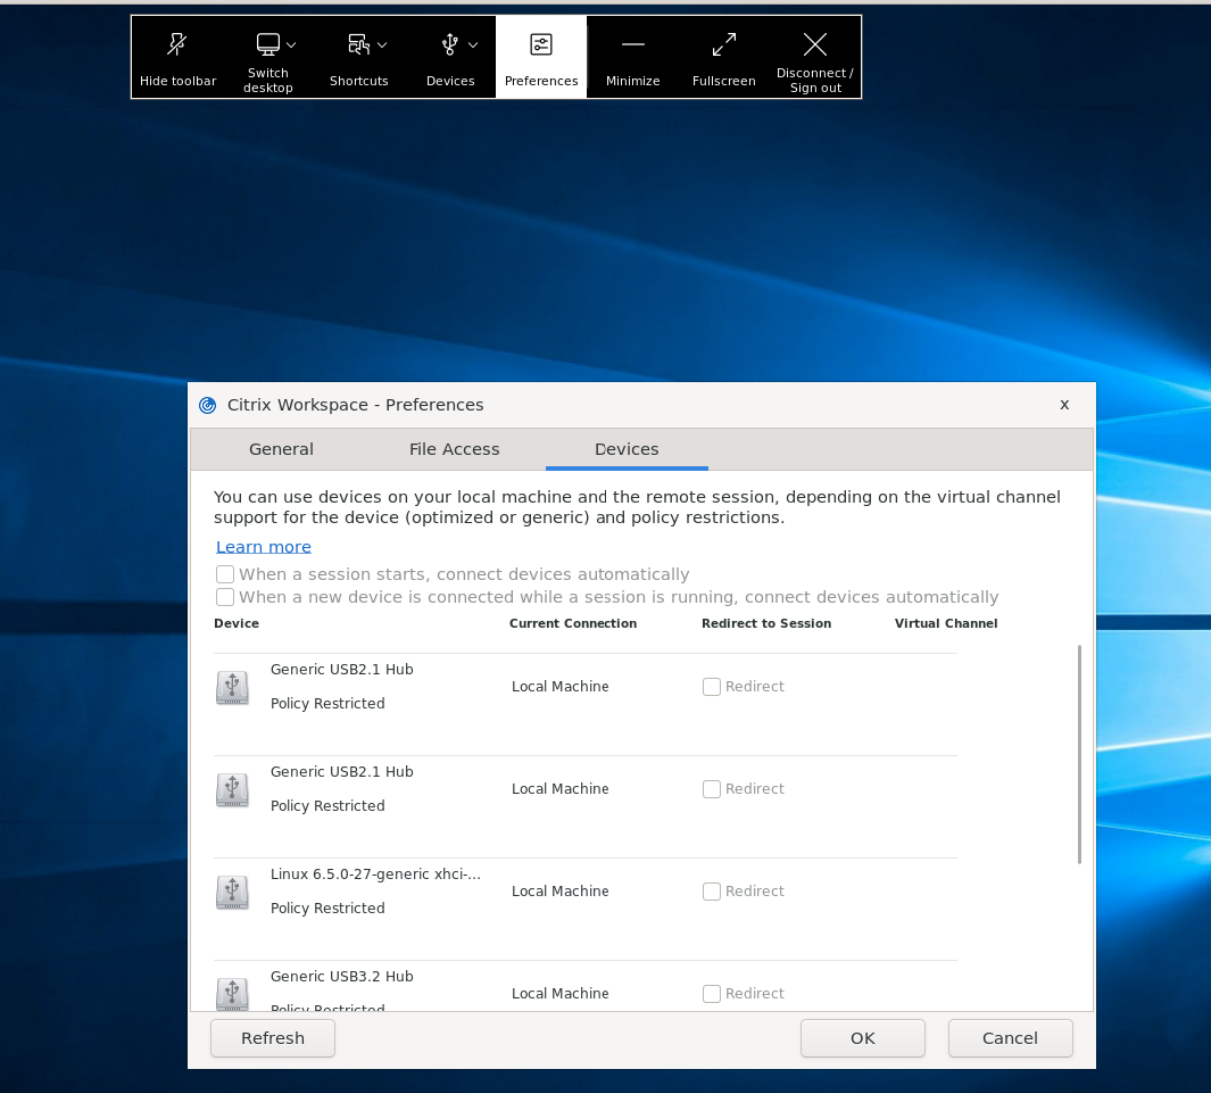 Hide toolbar
Switch desktop
Shortcuts
Devices
Preferences
Minimize
Fullscreen
Disconnect / Sign out
Citrix Workspace - Preferences
x
General File Access Devices
You can use devices on your local machine and the remote session, depending on the virtual channel
support for the device (optimized or generic) and policy restrictions.
Learn more
When a session starts, connect devices automatically
When a new device is connected while a session is running, connect devices automatically
Device Current Connection Redirect to Session Virtual Channel
Generic USB2.1 Hub
Local Machine Redirect
Policy Restricted
Generic USB2.1 Hub
Local Machine Redirect
Policy Restricted
Linux 6.5.0-27-generic xhci-...
Local Machine Redirect
Policy Restricted
Generic USB3.2 Hub
Local Machine Redirect
Policy Restricted
Refresh OK Cancel